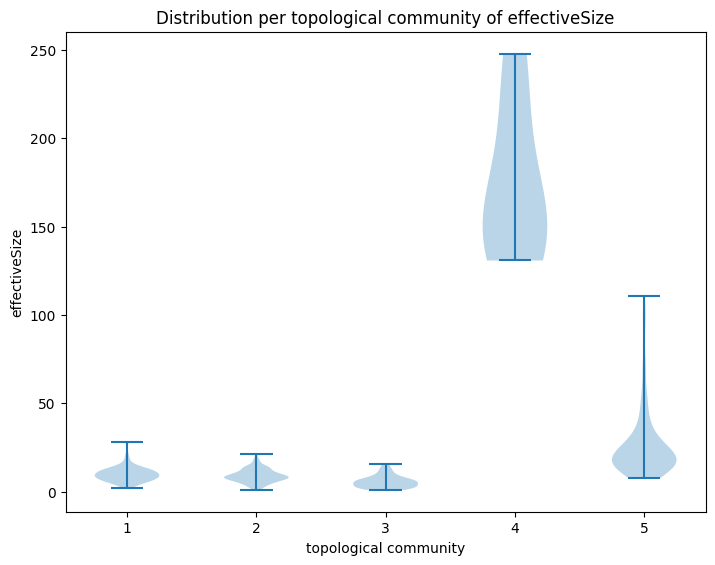 Distribution per topological community of effectiveSize
250
200
150
100
50
0
effectiveSize
1 2 3 4 5
topological community